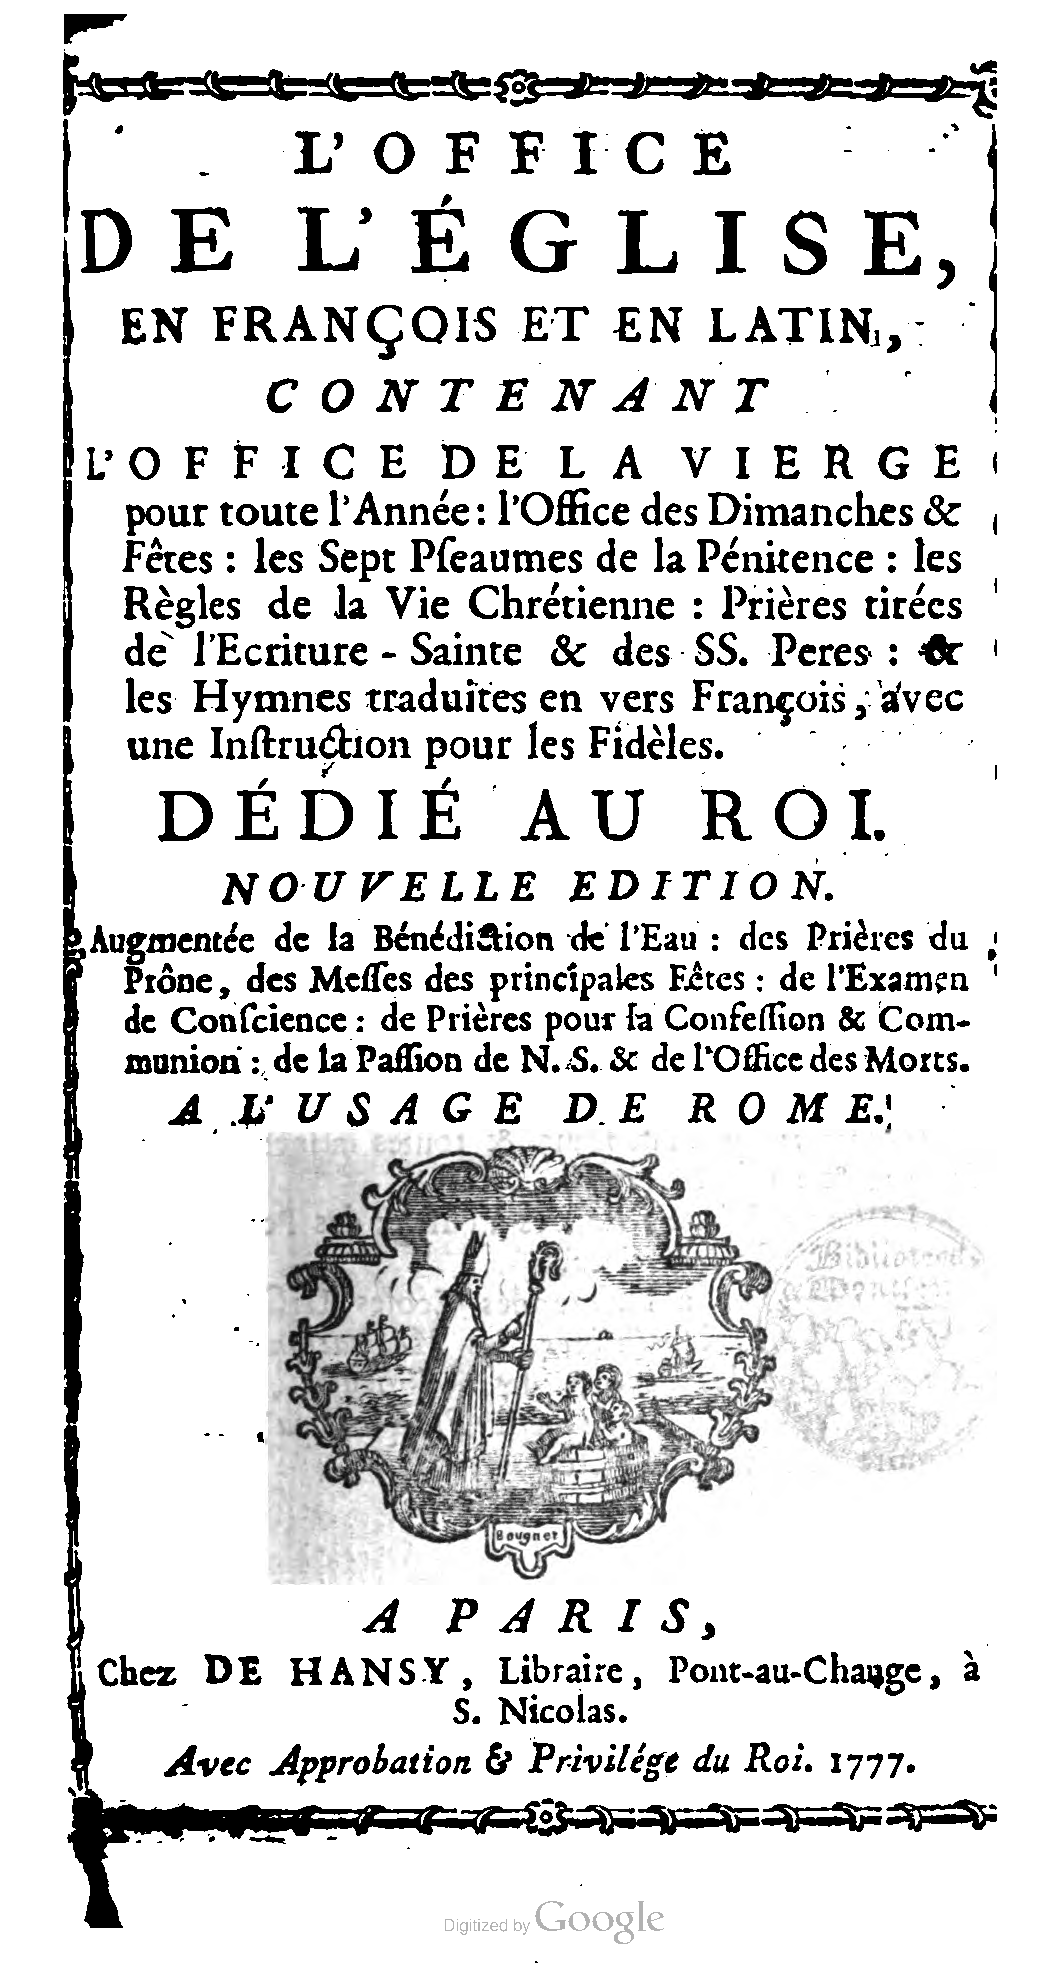 L'OFFICE
DE L'ÉGLISE,
EN FRANÇOIS ET EN LATIN,
CONTENANT
L'OFFICE DE LA VIERGE
pour toute l'Année : l'Office des Dimanches &
Fêtes : les Sept Pſeaumes de la Pénitence : les
Règles de la Vie Chrétienne : Prières tirées
de l'Ecriture - Sainte & des SS. Peres : &
les Hymnes traduites en vers François, avec
une Inſtruction pour les Fidèles.
DÉDIÉ AU ROI.
NOUVELLE EDITION.
Augmentée de la Bénédiction de l'Eau : des Prières du
Prône, des Meſſes des principales Fêtes : de l'Examen
de Conſcience : de Prières pour la Confeſſion & Com-
munion : de la Paſſion de N. S. & de l'Office des Morts.
A L'USAGE DE ROME.
Bougnet
A PARIS,
Chez DE HANSY, Libraire, Pont-au-Change, à
S. Nicolas.
Avec Approbation & Privilége du Roi. 1777.
Digitized by Google